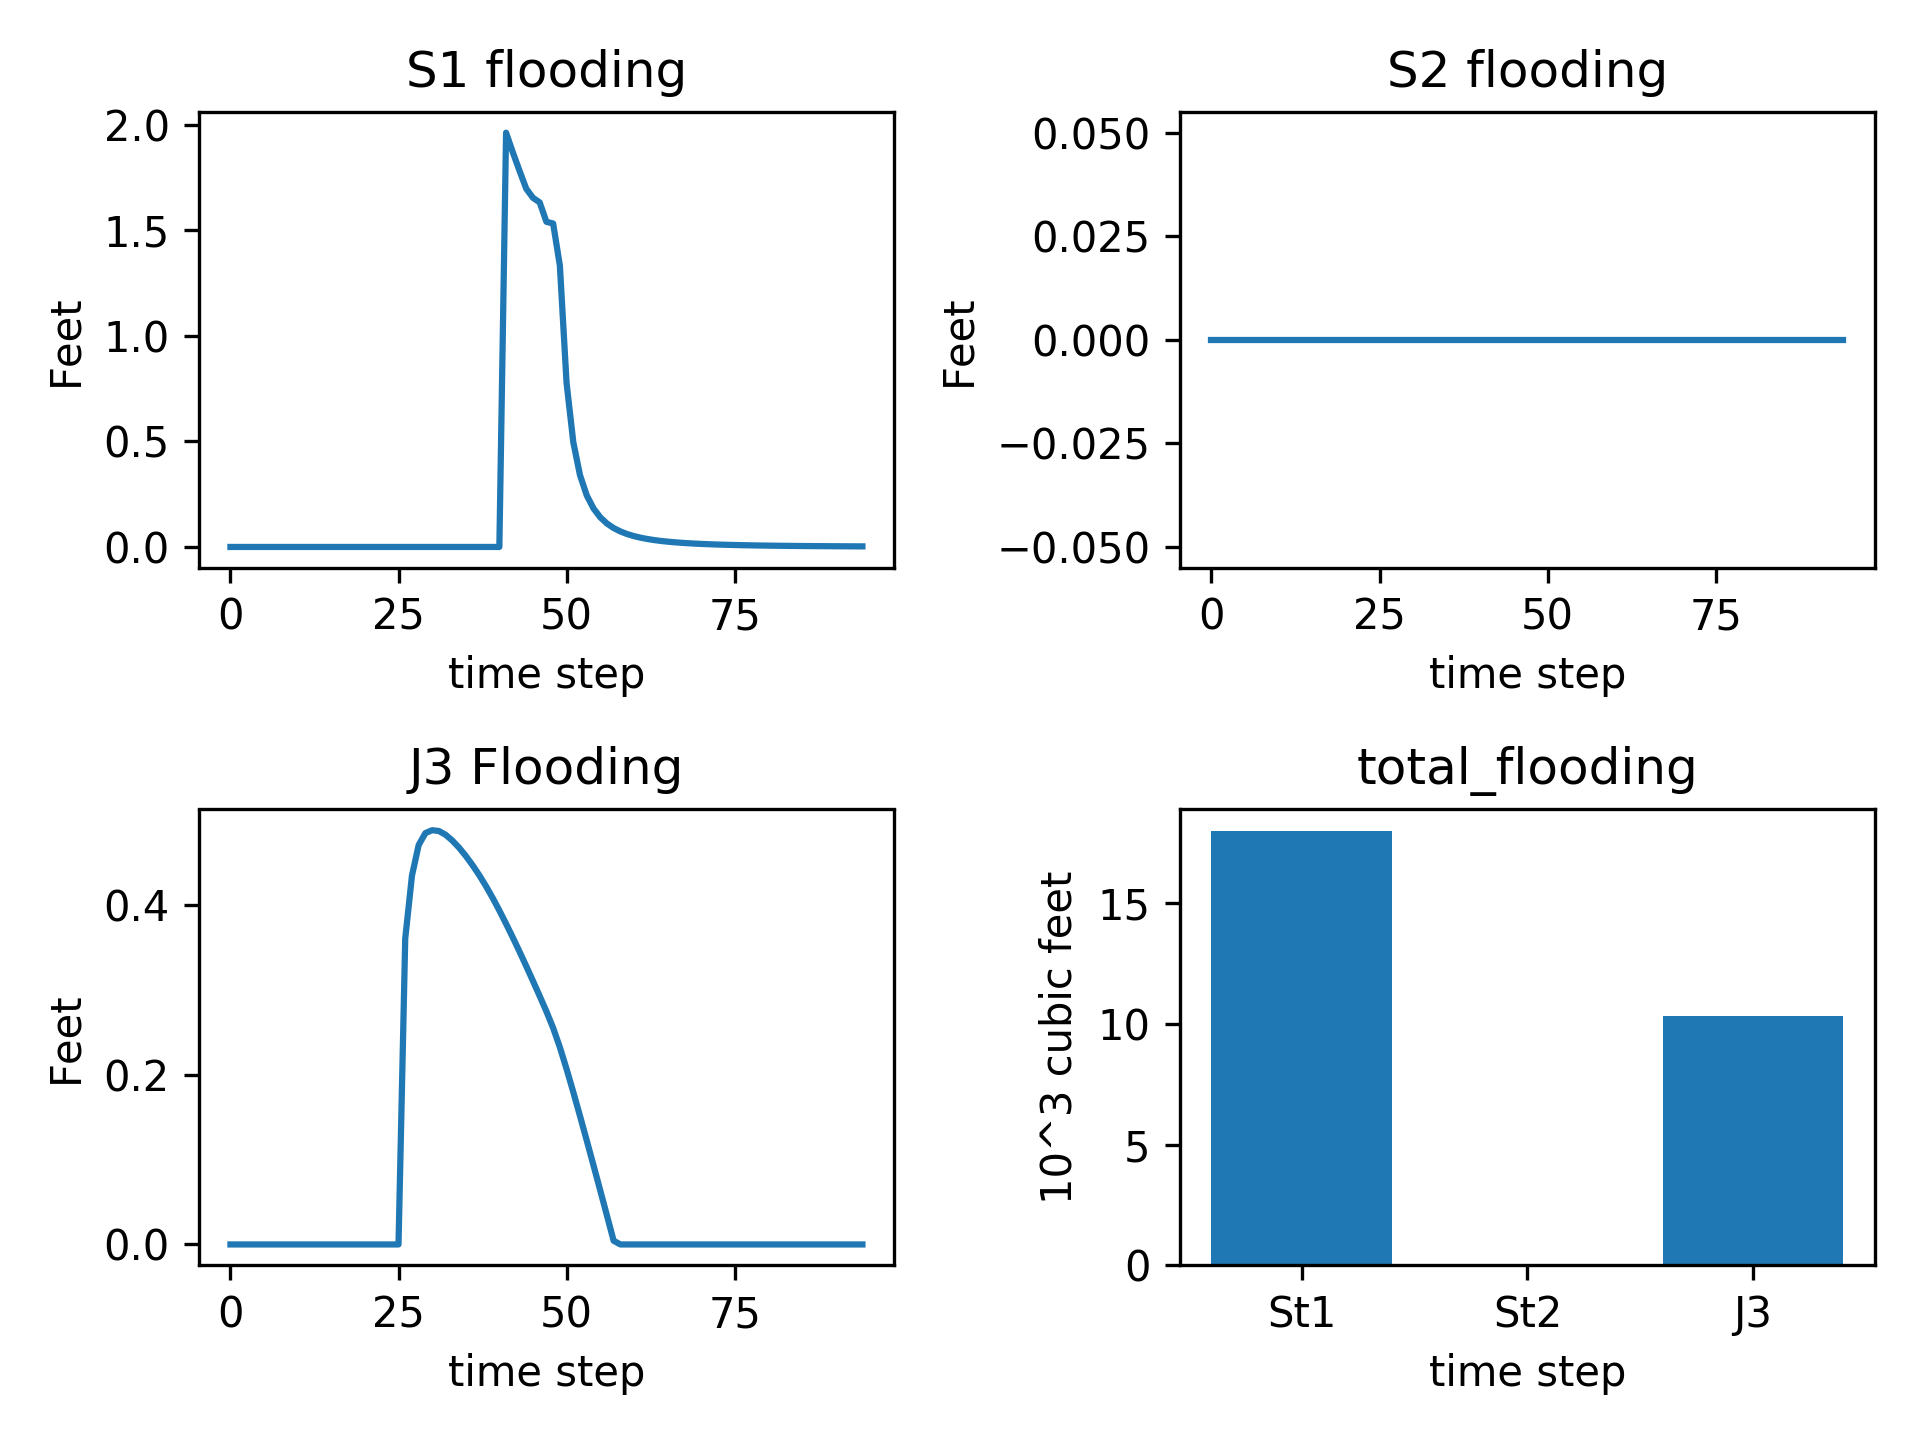 S1 flooding
2.0
1.5
1.0
0.5
0.0
Feet
0 25 50 75
time step
S2 flooding
0.050
0.025
0.000
−0.025
−0.050
Feet
0 25 50 75
time step
J3 Flooding
0.4
0.2
0.0
Feet
0 25 50 75
time step
total_flooding
15
10
5
0
10^3 cubic feet
St1 St2 J3
time step